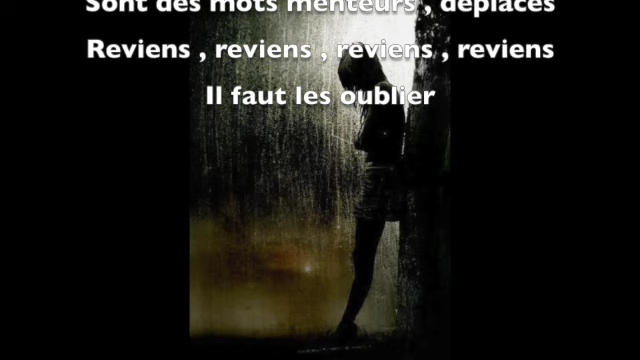 Sont des mots menteurs , déplacés
Reviens , reviens , reviens , reviens
Il faut les oublier